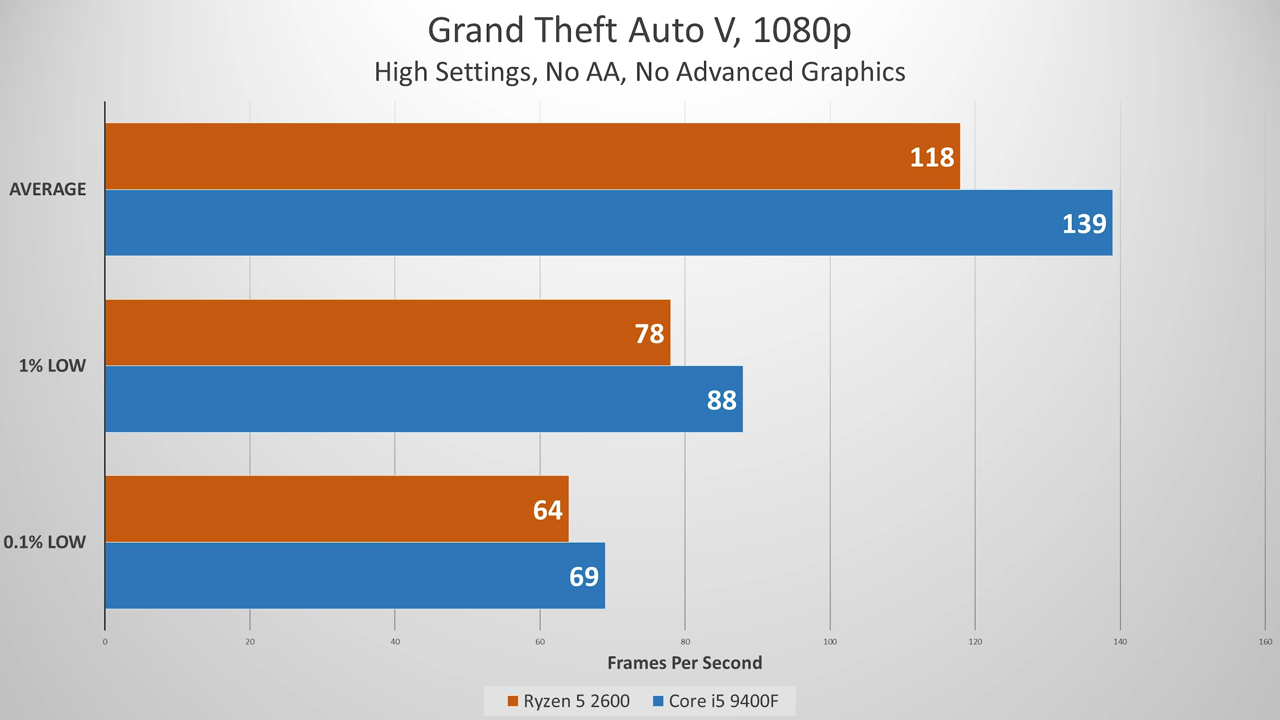 Grand Theft Auto V, 1080p
High Settings, No AA, No Advanced Graphics
118
AVERAGE
139
78
1% LOW
88
64
0.1% LOW
69
0 20 40 60 80 100 120 140 160
Frames Per Second
Ryzen 5 2600 Core i5 9400F